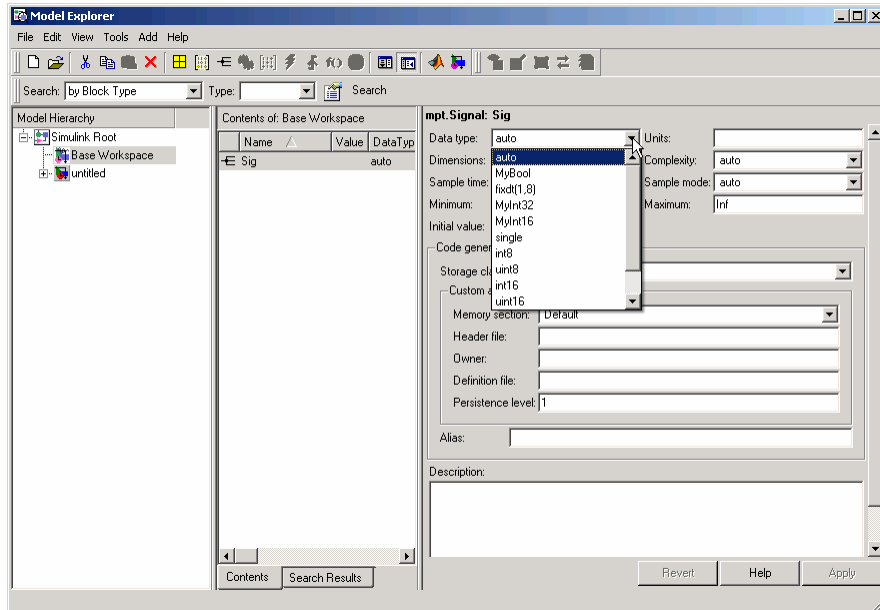 Model Explorer
File Edit View Tools Add Help
Search: by Block Type Type: Search
Model Hierarchy
Simulink Root
Base Workspace
untitled
Contents of: Base Workspace
Name Value DataTyp
Sig auto
Contents Search Results
mpt.Signal: Sig
Data type: auto Units:
Dimensions: Complexity: auto
Sample time: Sample mode: auto
Minimum: Maximum: Inf
Initial value:
auto
MyBool
fixdt(1,8)
MyInt32
MyInt16
single
int8
uint8
int16
uint16
Code gener
Storage cla
Custom a
Memory section: Default
Header file:
Owner:
Definition file:
Persistence level: 1
Alias:
Description:
Revert Help Apply